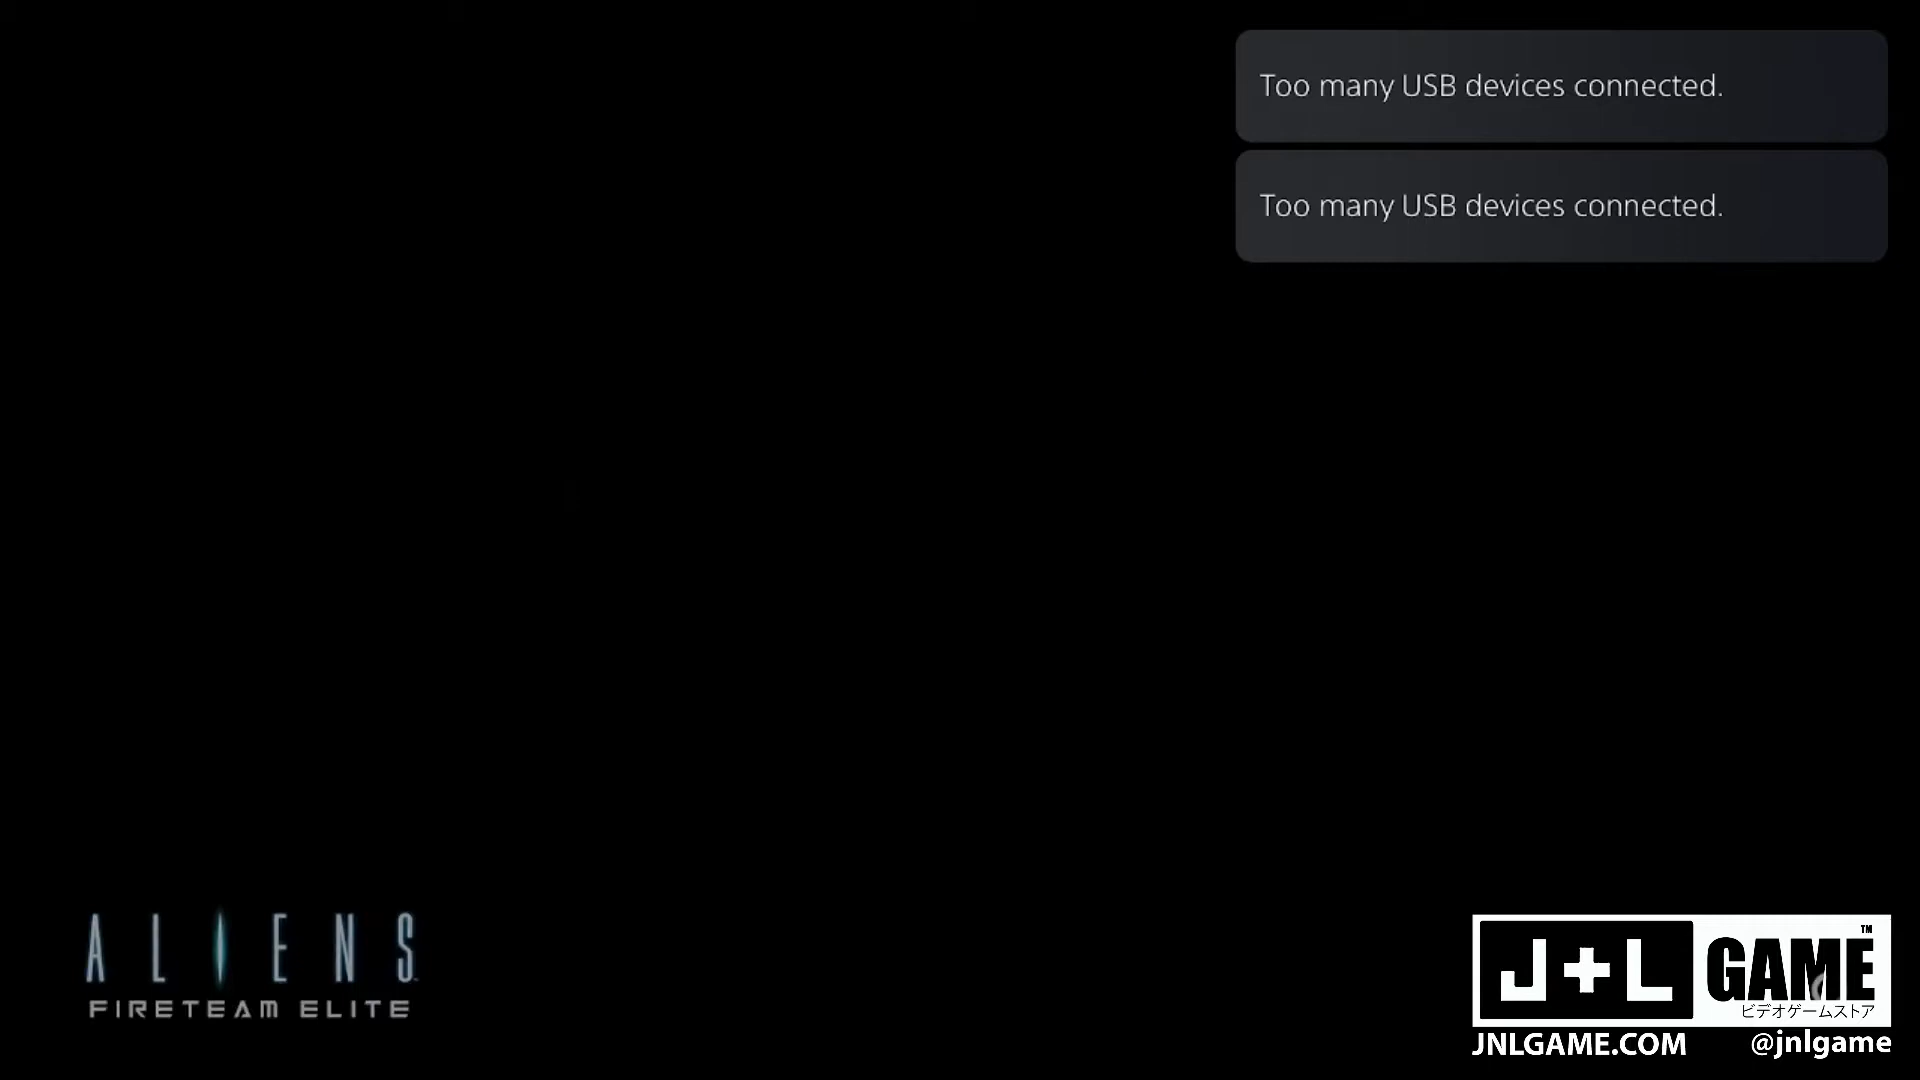 Too many USB devices connected.
Too many USB devices connected.
ALIENS
FIRETEAM ELITE
J+L GAME™
ビデオゲームストア
JNLGAME.COM @jnlgame